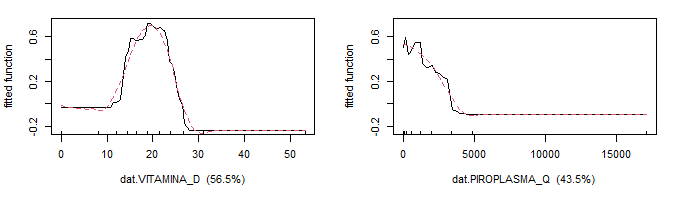 fitted function
0.6
0.2
-0.2
0 10 20 30 40 50
dat.VITAMINA_D (56.5%)
fitted function
0.6
0.2
-0.2
0 5000 10000 15000
dat.PIROPLASMA_Q (43.5%)